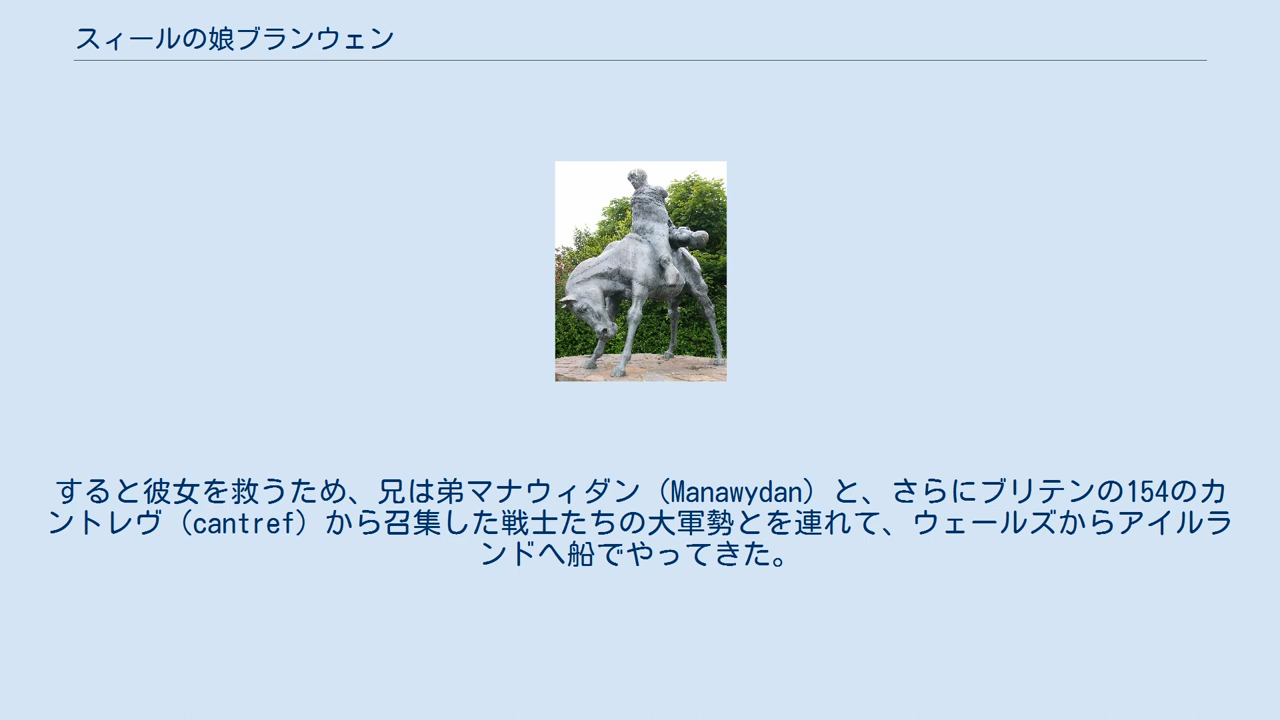 スィールの娘ブランウェン
すると彼女を救うため、兄は弟マナウィダン（Manawydan）と、さらにブリテンの154のカ
ントレヴ（cantref）から召集した戦士たちの大軍勢とを連れて、ウェールズからアイルラ
ンドへ船でやってきた。